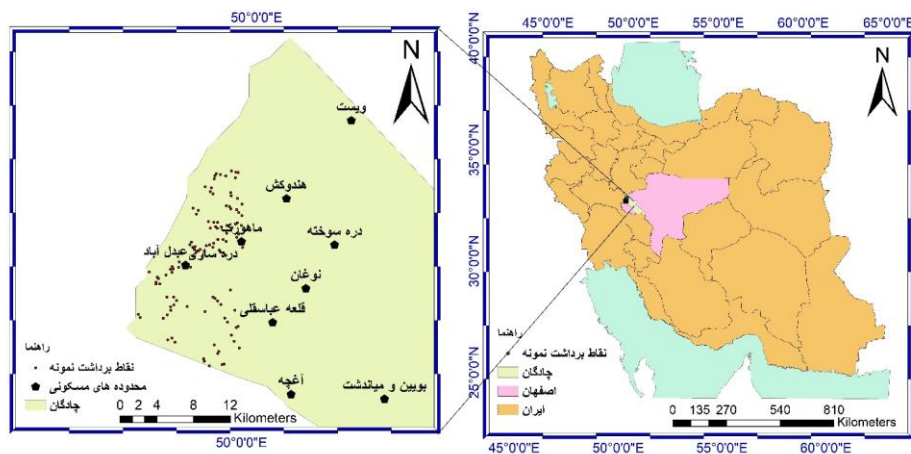 50°0'0"E
N
ویست
هندوکش
دره سوخته
عبدل آباد
دره ساری
نوغان
قلعه عباسقلی
آغچه
بویین و میاندشت
راهنما
نقاط برداشت نمونه
محدوده های مسکونی
چادگان
0 2 4 8 12
Kilometers
50°0'0"E
45°0'0"E 50°0'0"E 55°0'0"E 60°0'0"E 65°0'0"E
40°0'0"N
35°0'0"N
30°0'0"N
25°0'0"N
N
راهنما
نقاط برداشت نمونه
چادگان
اصفهان
ایران
0 135 270 540 810
Kilometers
45°0'0"E 50°0'0"E 55°0'0"E 60°0'0"E